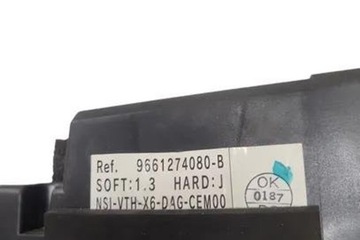 Ref. 9661274080-B
SOFT:1.3 HARD:J
NSI-VTH-X6-DAG-CEM00
OK
0187